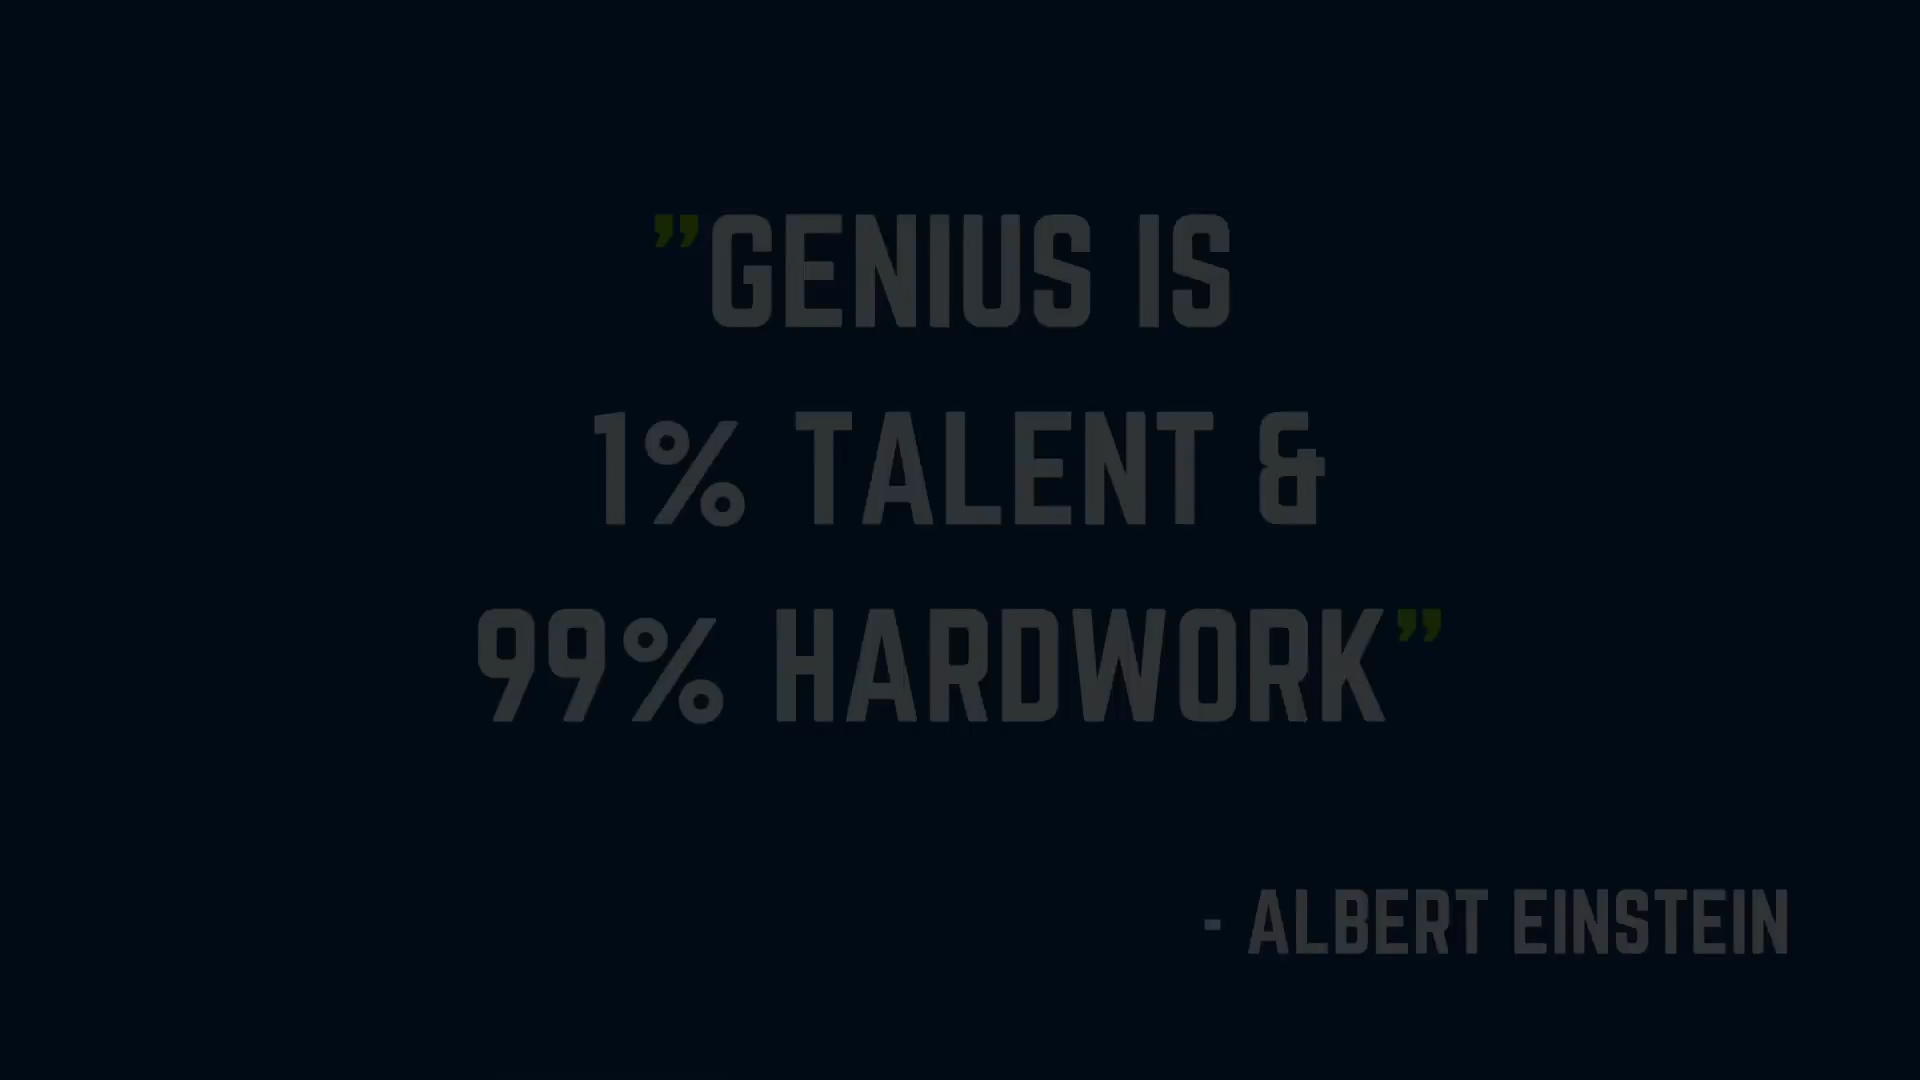 ”GENIUS IS
1% TALENT &
99% HARDWORK”
- ALBERT EINSTEIN